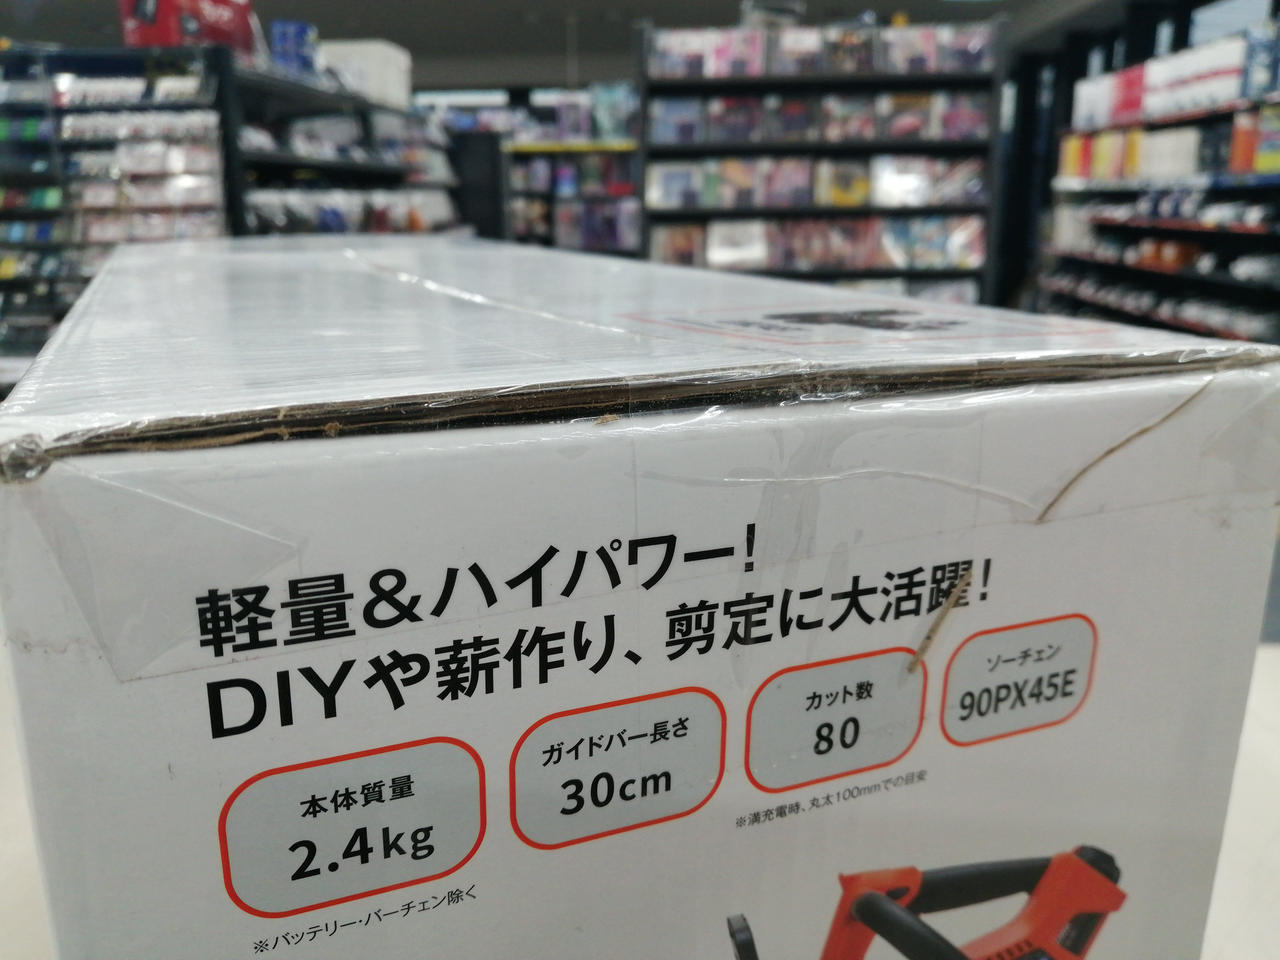 軽量&ハイパワー!
DIYや薪作り、剪定に大活躍!
本体質量
2.4kg
※バッテリー・バーチェン除く
ガイドバー長さ
30cm
カット数
80
※満充電時、丸太100mmでの目安
ソーチェン
90PX45E